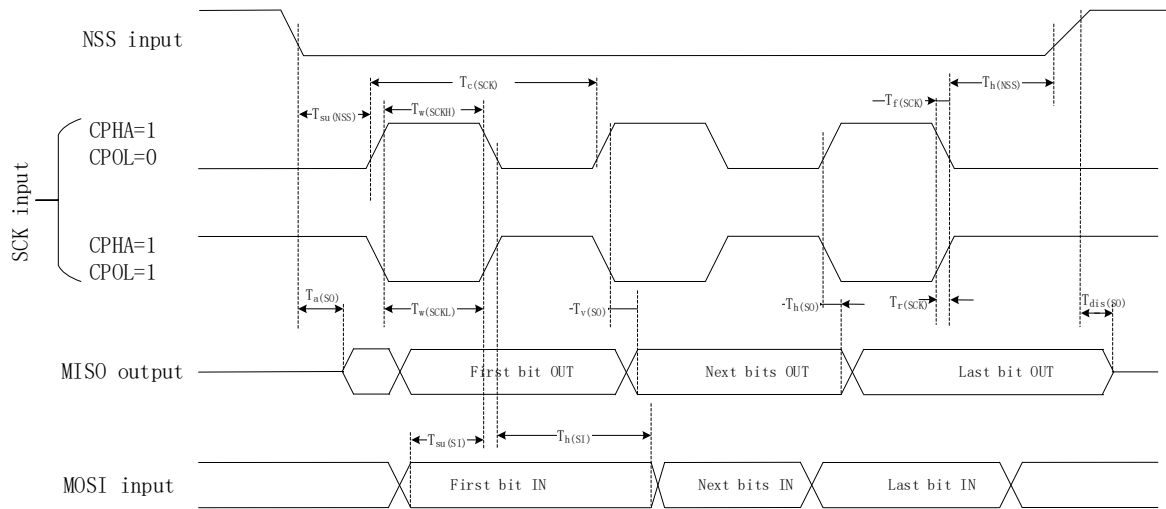 NSS input
Tc(SCK)
Th(NSS)
Tf(SCK)
Tsu(NSS)
Tw(SCKH)
CPHA=1
CPOL=0
SCK input
CPHA=1
CPOL=1
Ta(SO)
Tw(SCKL)
Tv(SO)
Th(SO)
Tr(SCK)
Tdis(SO)
MISO output
First bit OUT
Next bits OUT
Last bit OUT
Tsu(SI)
Th(SI)
MOSI input
First bit IN
Next bits IN
Last bit IN